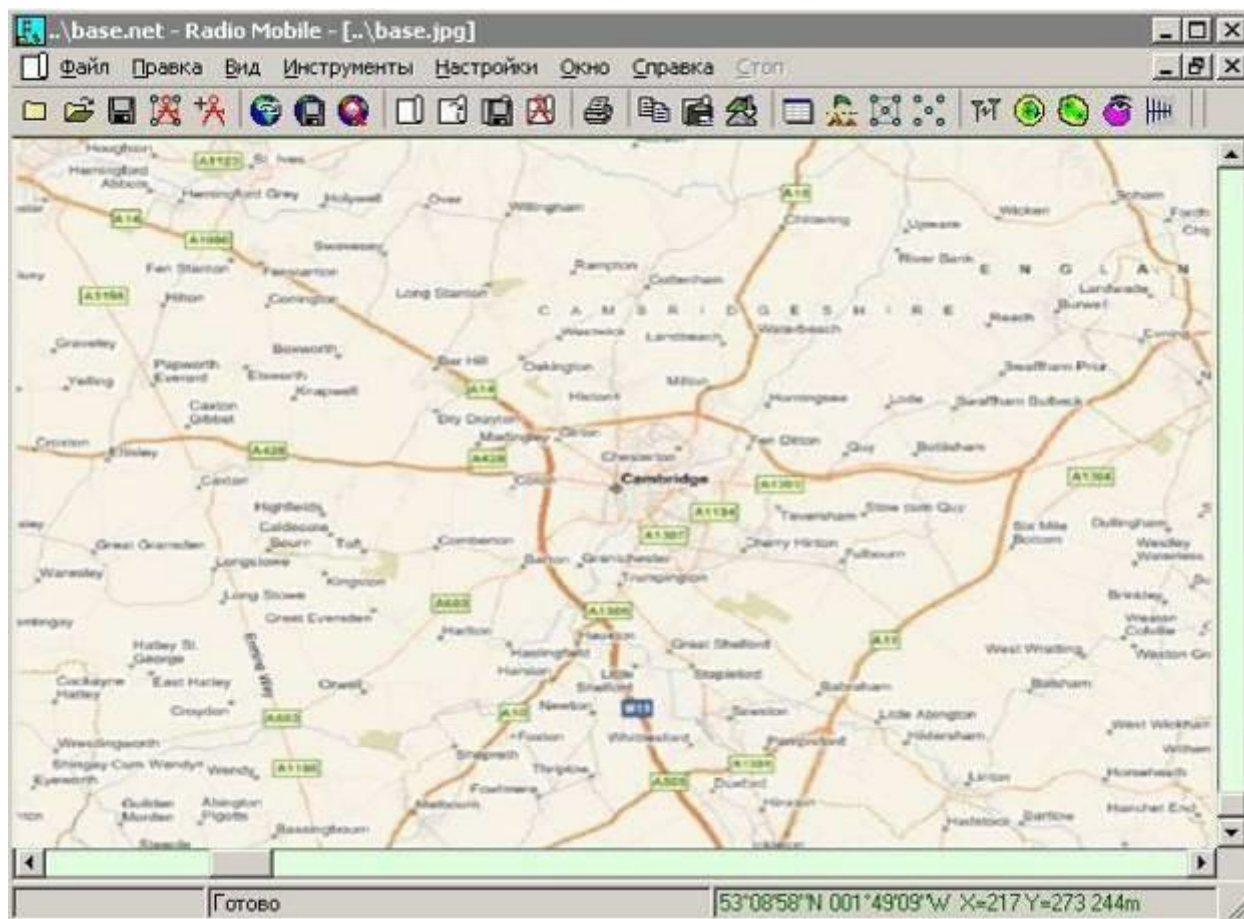 ..\base.net - Radio Mobile - [..\base.jpg]
Файл Правка Вид Инструменты Настройки Окно Справка Стоп
Houghton
A1123 St. Ives
Hemingford Abbots
Hemingford Grey Holywell Over Willingham
A10
Soham
Wicken
A14
Chittering
Upware
A1096
Swavesey
Fen Stanton Fenstanton
Rampton
River Bank
E N G L A N
Cottenham
Hilton Conington Long Stanton
Landwade
Burwell
C A M B R I D G E S H I R E
Reach
Westwick Landbeach Waterbeach
Graveley
Boxworth
Bar Hill
Oakington
Papworth Everard
Elsworth
Knapwell
Yelling
A14
Histon
Milton
Swaffham Prior
Horningsea Lode Swaffham Bulbeck
Caxton Gibbet
Dry Drayton
Madingley Girton
Croxton
Eltisley
A428
A428
Chesterton
Fen Ditton Quy Bottisham
Caxton
Coton
Cambridge
A1303
A1304
Highfields
Caldecote
A1134
Teversham
Stow cum Quy
Great Gransden
Bourn Toft
Comberton
A1307
Cherry Hinton
Six Mile Bottom
Dullingham
Longstowe
Barton Grantchester
Fulbourn
Westley Waterless
Waresley
Kingston
Trumpington
Long Stowe
Great Eversden
A603
A1309
Brinkley
Harlton
Hauxton
Great Shelford
A11
Weston Colville
Hatley St. George
Ermine Way
Haslingfield
West Wratting
Weston Gr
Cockayne Hatley
East Hatley
Orwell
Harston
Little Shelford
Stapleford
Babraham
Balsham
Croydon
A603
A10
Newton
M11
Sawston
Little Abington
Hildersham
West Wickham
Wrestlingworth
Shepreth
Foxton
Whittlesford
Pampisford
Shingay Cum Wendy
Wendy
A1198
Thriplow
A505
A1301
Duxford
Linton
Horseheath
Eyeworth
Fowlmere
Hinxton
Guilden Morden
Abington Pigotts
Melbourn
Hadstock Bartlow
Bassingbourn
Steeple
Готово
53°08'58''N 001°49'09''W X=217 Y=273 244m